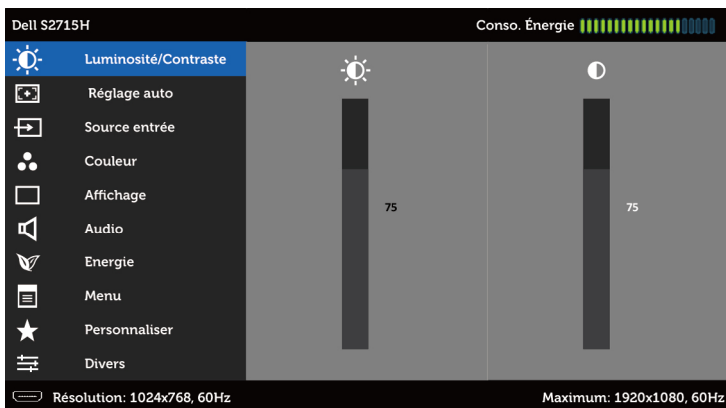 Dell S2715H
Conso. Énergie
Luminosité/Contraste
Réglage auto
Source entrée
Couleur
Affichage
Audio
Energie
Menu
Personnaliser
Divers
75
75
Résolution: 1024x768, 60Hz
Maximum: 1920x1080, 60Hz